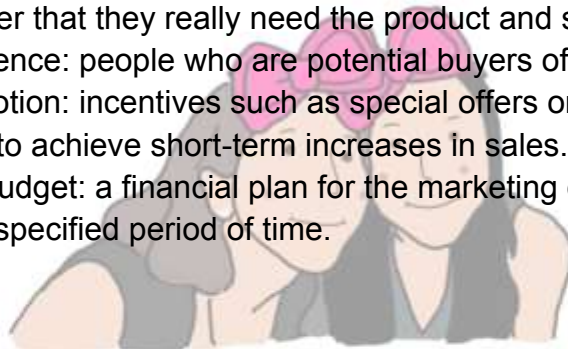 er that they really need the product and s
ence: people who are potential buyers of
otion: incentives such as special offers or
to achieve short-term increases in sales.
udget: a financial plan for the marketing
specified period of time.